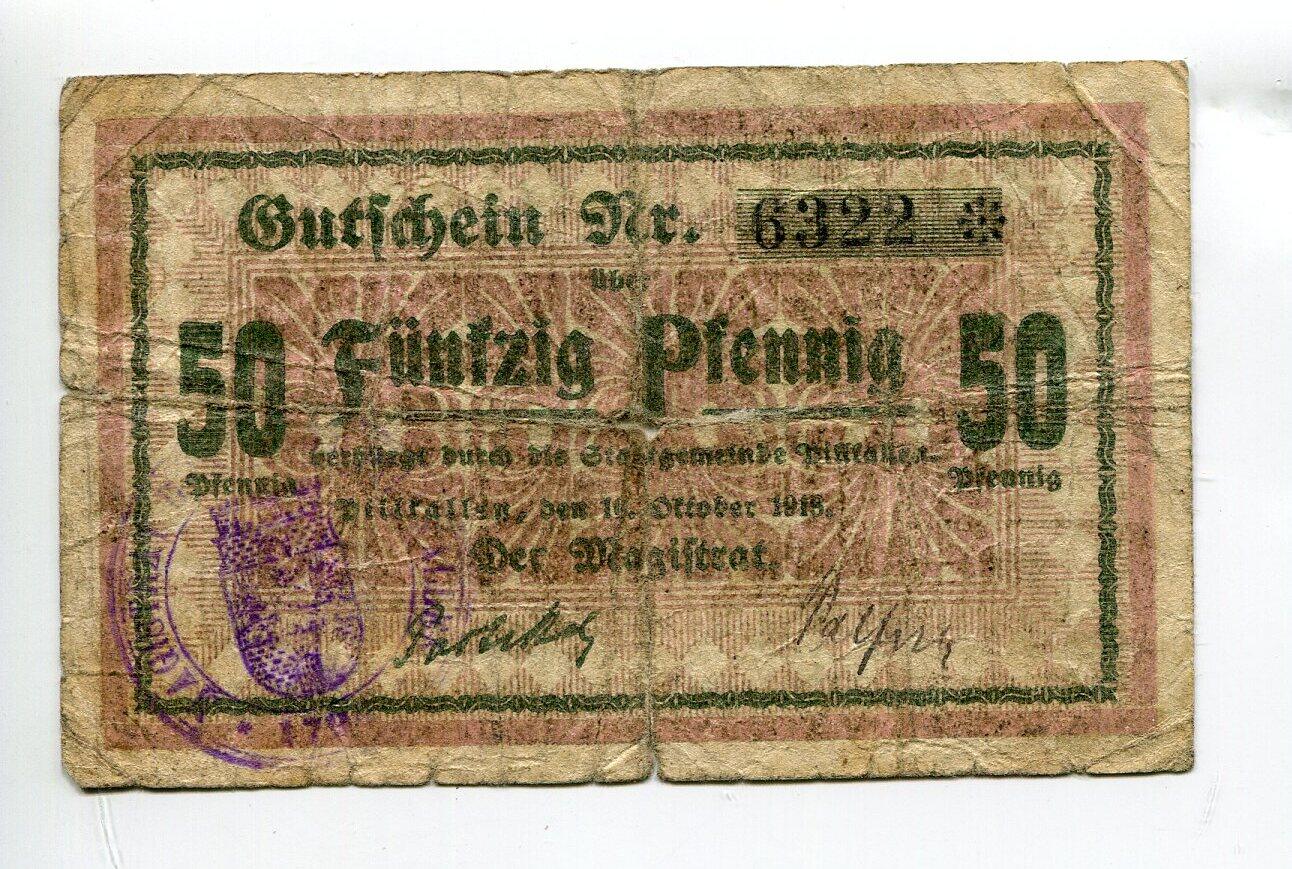 Gutschein Nr. 6322 *
über
50 Fünfzig Pfennig 50
Pfennig verfügt durch die Stadtgemeinde Pillkallen. Pfennig
Pillkallen, den 1. Oktober 1918.
Der Magistrat.
MAGISTRAT